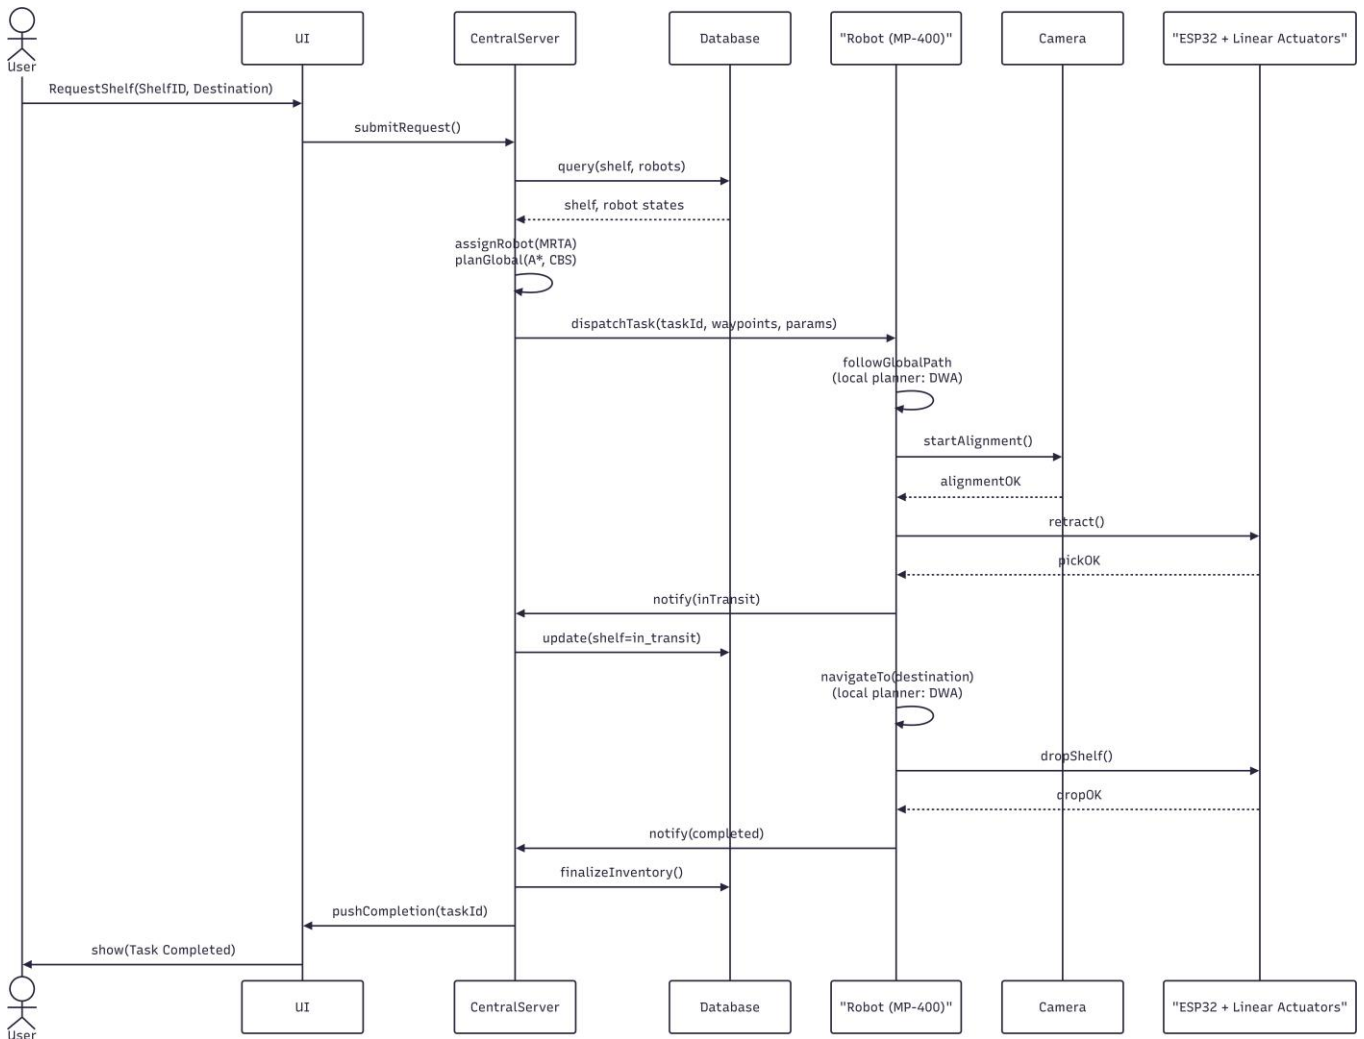 User
UI
CentralServer
Database
"Robot (MP-400)"
Camera
"ESP32 + Linear Actuators"
RequestShelf(ShelfID, Destination)
submitRequest()
query(shelf, robots)
shelf, robot states
assignRobot(MRTA)
planGlobal(A*, CBS)
dispatchTask(taskId, waypoints, params)
followGlobalPath
(local planner: DWA)
startAlignment()
alignmentOK
retract()
pickOK
notify(inTransit)
update(shelf=in_transit)
navigateTo(destination)
(local planner: DWA)
dropShelf()
dropOK
notify(completed)
finalizeInventory()
pushCompletion(taskId)
show(Task Completed)
User
UI
CentralServer
Database
"Robot (MP-400)"
Camera
"ESP32 + Linear Actuators"